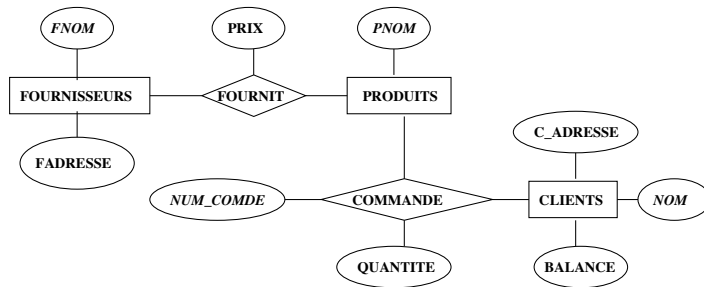 FNOM
PRIX
PNOM
FOURNISSEURS
FOURNIT
PRODUITS
FADRESSE
C_ADRESSE
NUM_COMDE
COMMANDE
CLIENTS
NOM
QUANTITE
BALANCE